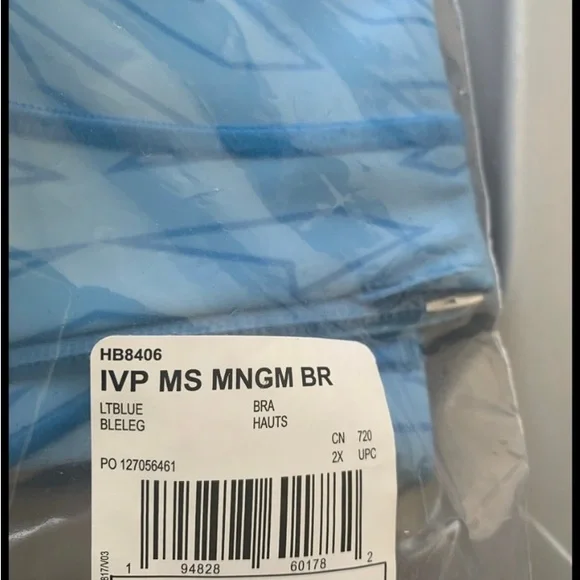 HB8406
IVP MS MNGM BR
LTBLUE BRA
BLELEG HAUTS
CN 720
2X UPC
PO 127056461
1 94828 60178 2